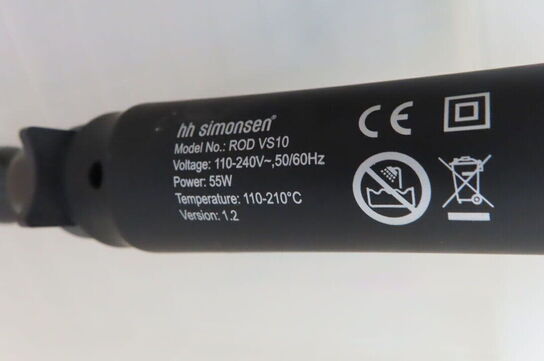 hh simonsen®
Model No.: ROD VS10
Voltage: 110-240V~,50/60Hz
Power: 55W
Temperature: 110-210°C
Version: 1.2
CE